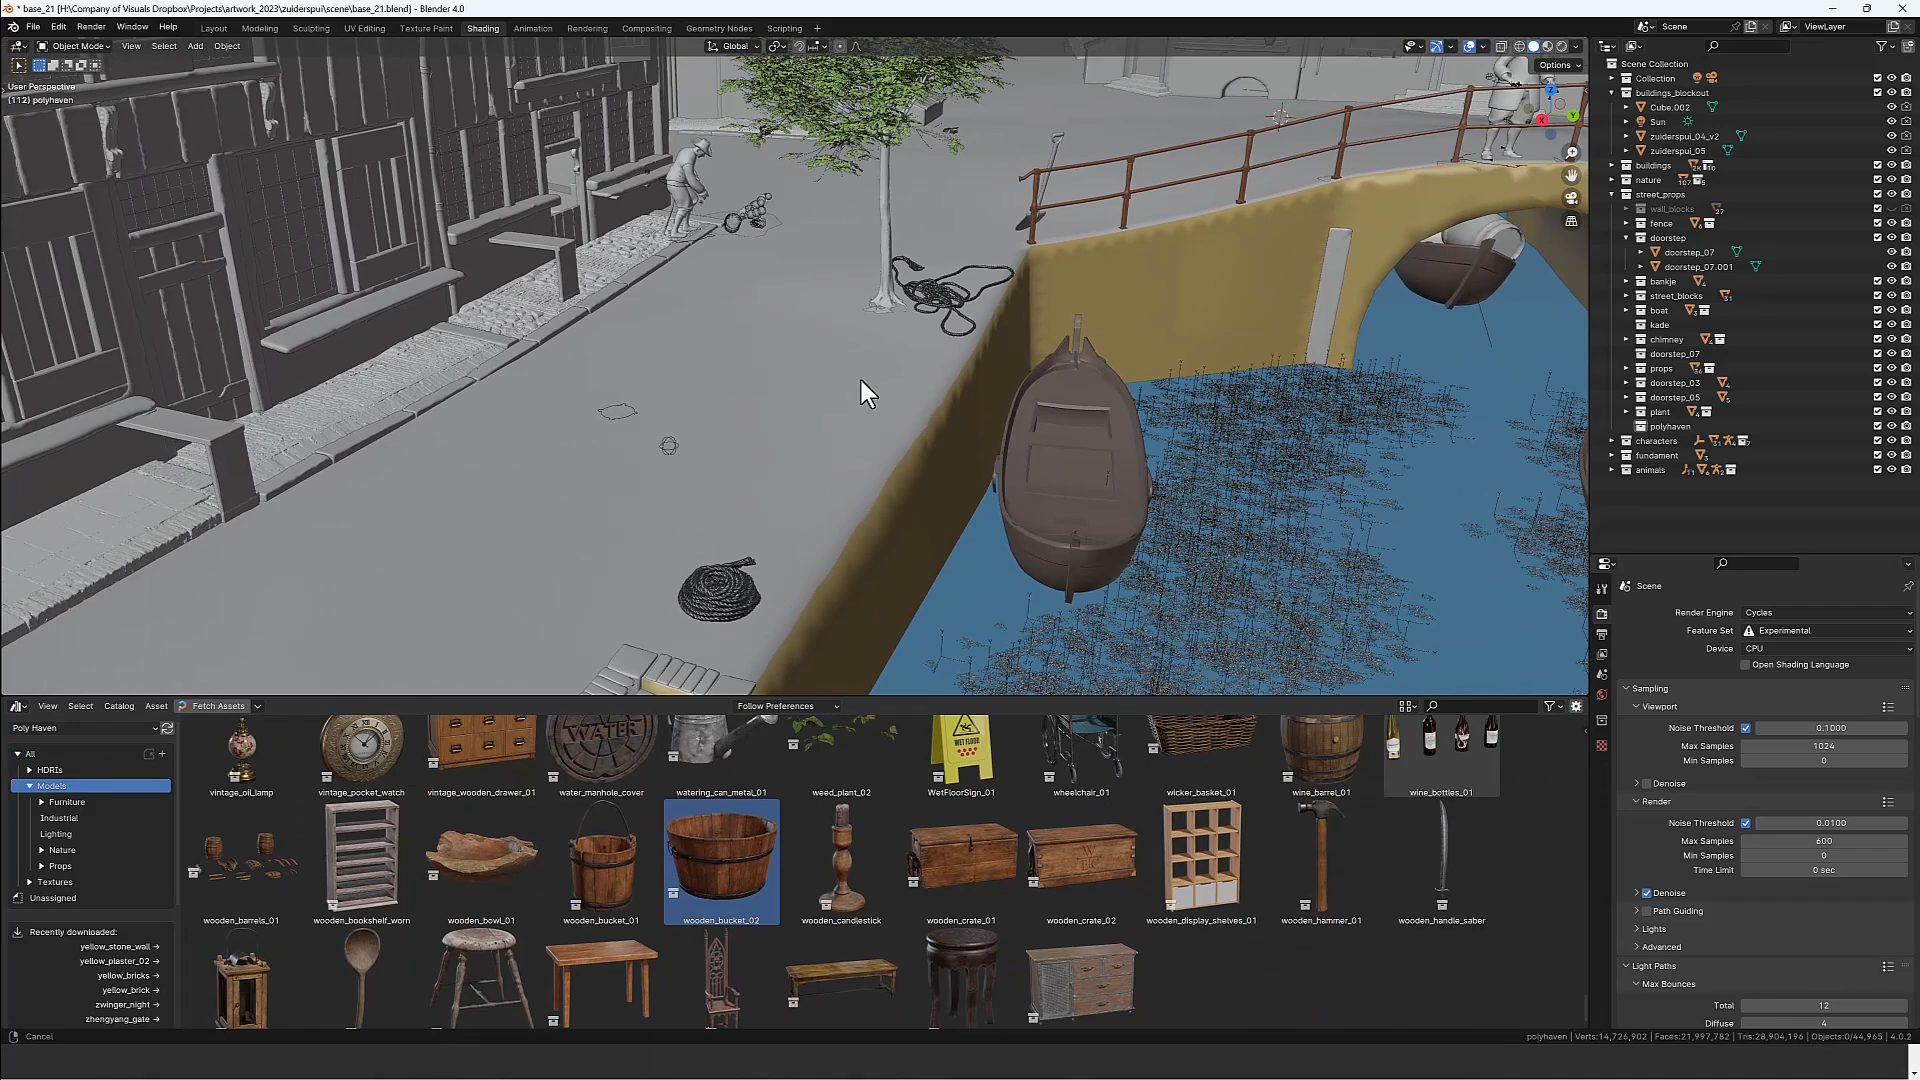 * base_21 [H:\Company of Visuals Dropbox\Projects\artwork_2023\zuiderspui\scene\base_21.blend] - Blender 4.0
File Edit Render Window Help Layout Modeling Sculpting UV Editing Texture Paint Shading Animation Rendering Compositing Geometry Nodes Scripting + Scene ViewLayer
Object Mode View Select Add Object Global
Options
User Perspective
(112) polyhaven
Z
Y
X
Scene Collection
Collection
buildings_blockout
Cube.002
Sun
zuiderspui_04_v2
zuiderspui_05
buildings
nature
street_props
wall_blocks 27
fence
doorstep
doorstep_07
doorstep_07.001
bankje
street_blocks 31
boat
kade
chimney
doorstep_07
props
doorstep_03
doorstep_05
plant
polyhaven
characters
fundament
animals
Scene
Render Engine Cycles
Feature Set Experimental
Device CPU
Open Shading Language
Sampling
Viewport
Noise Threshold 0.1000
Max Samples 1024
Min Samples 0
Denoise
Render
Noise Threshold 0.0100
Max Samples 600
Min Samples 0
Time Limit 0 sec
Denoise
Path Guiding
Lights
Advanced
Light Paths
Max Bounces
Total 12
Diffuse 4
View Select Catalog Asset Fetch Assets Follow Preferences
Poly Haven
All
HDRIs
Models
Furniture
Industrial
Lighting
Nature
Props
Textures
Unassigned
Recently downloaded:
yellow_stone_wall →
yellow_plaster_02 →
yellow_bricks →
yellow_brick →
zwinger_night →
zhengyang_gate →
WATER
WET FLOOR
vintage_oil_lamp vintage_pocket_watch vintage_wooden_drawer_01 water_manhole_cover watering_can_metal_01 weed_plant_02 WetFloorSign_01 wheelchair_01 wicker_basket_01 wine_barrel_01 wine_bottles_01
wooden_barrels_01 wooden_bookshelf_worn wooden_bowl_01 wooden_bucket_01 wooden_bucket_02 wooden_candlestick wooden_crate_01 wooden_crate_02 wooden_display_shelves_01 wooden_hammer_01 wooden_handle_saber
Cancel
polyhaven | Verts:14,726,902 | Faces:21,997,782 | Tris:28,904,196 | Objects:0/44,965 | 4.0.2